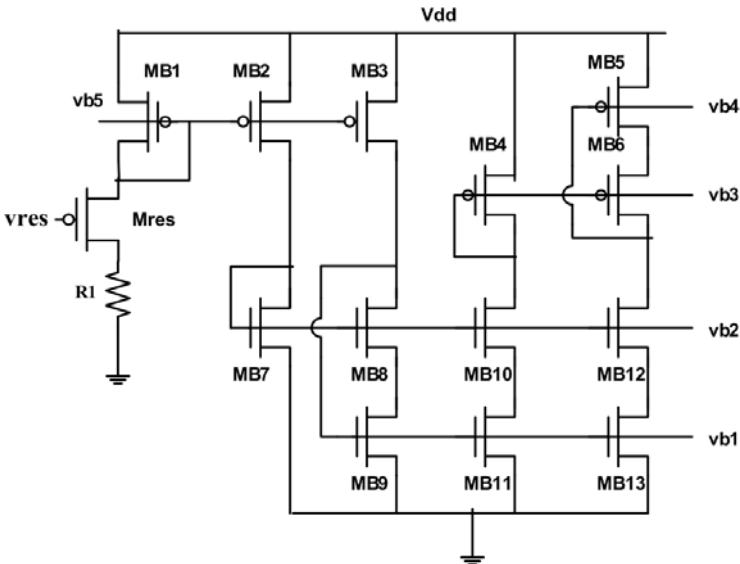 Vdd
MB1 MB2 MB3 MB5
vb5 vb4
MB4 MB6
vres Mres vb3
R1
vb2
MB7 MB8 MB10 MB12
vb1
MB9 MB11 MB13